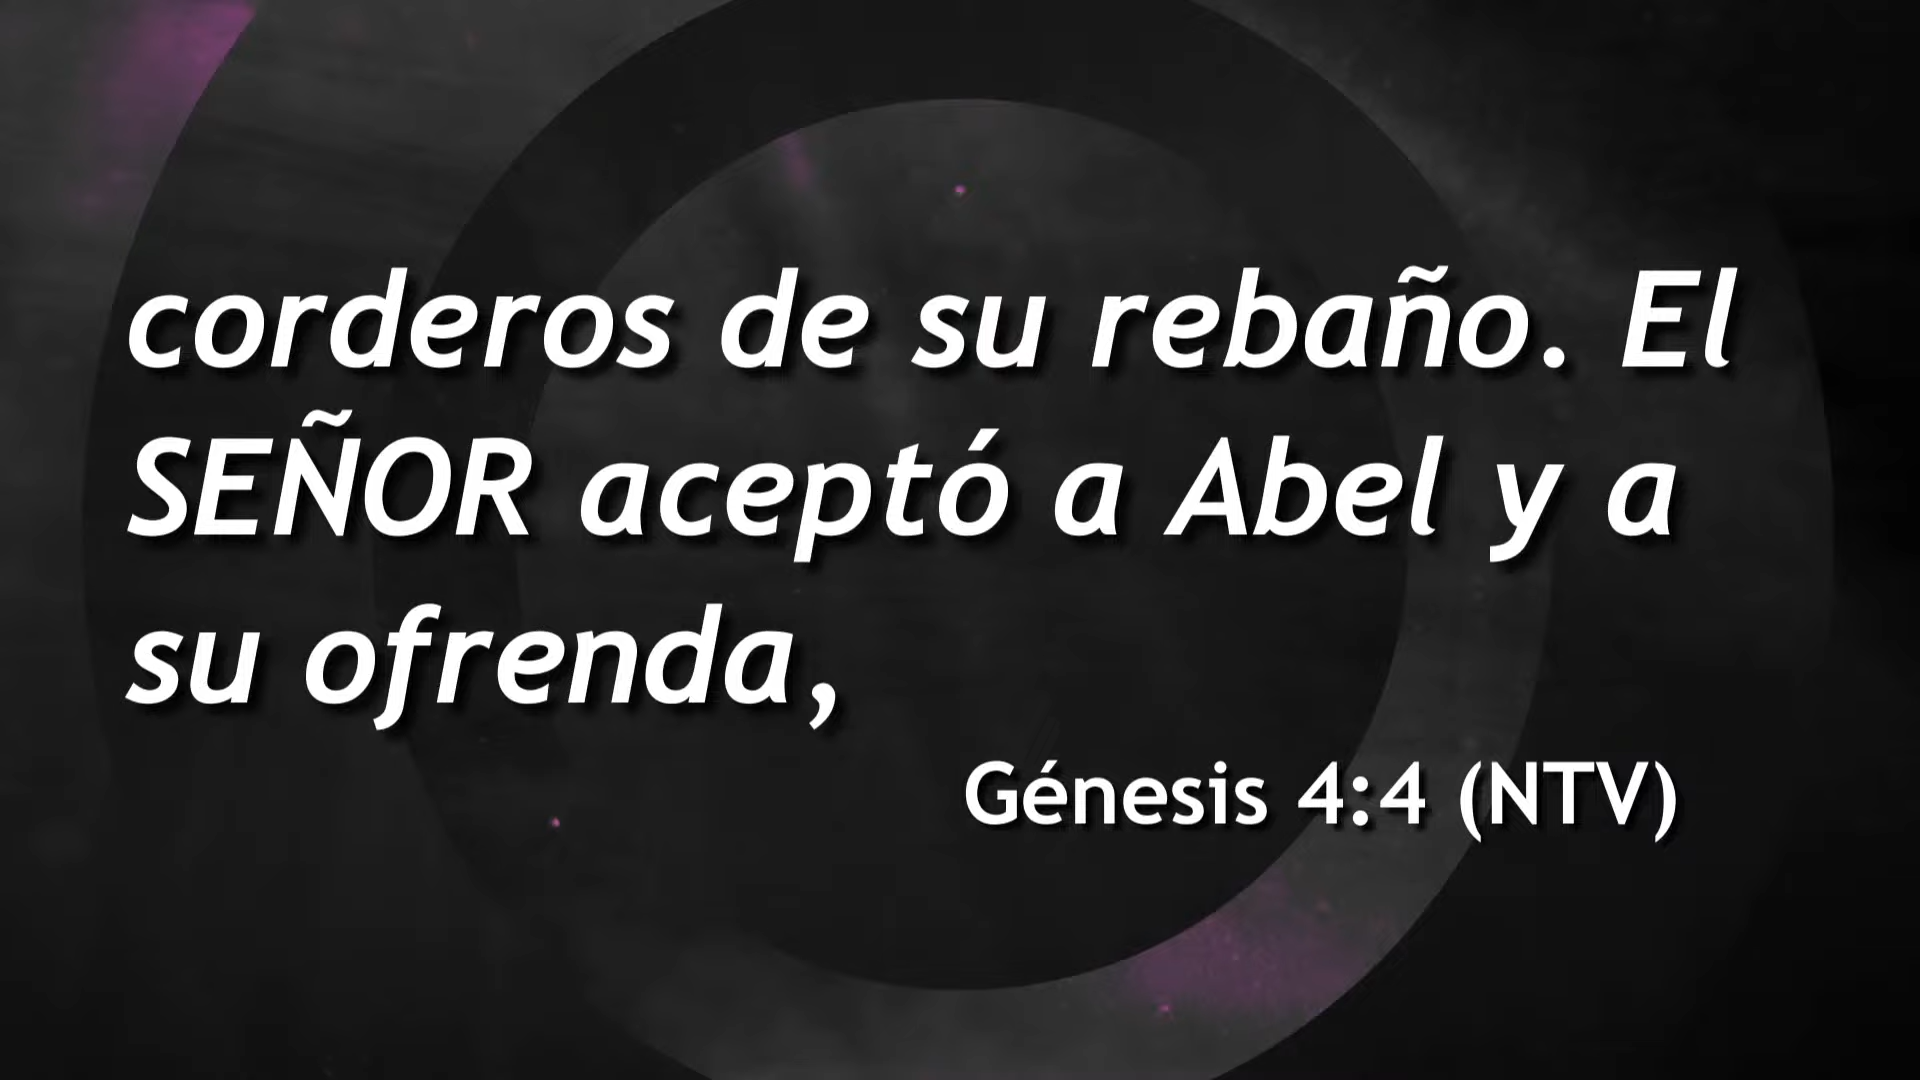 corderos de su rebaño. El
SEÑOR aceptó a Abel y a
su ofrenda,
Génesis 4:4 (NTV)